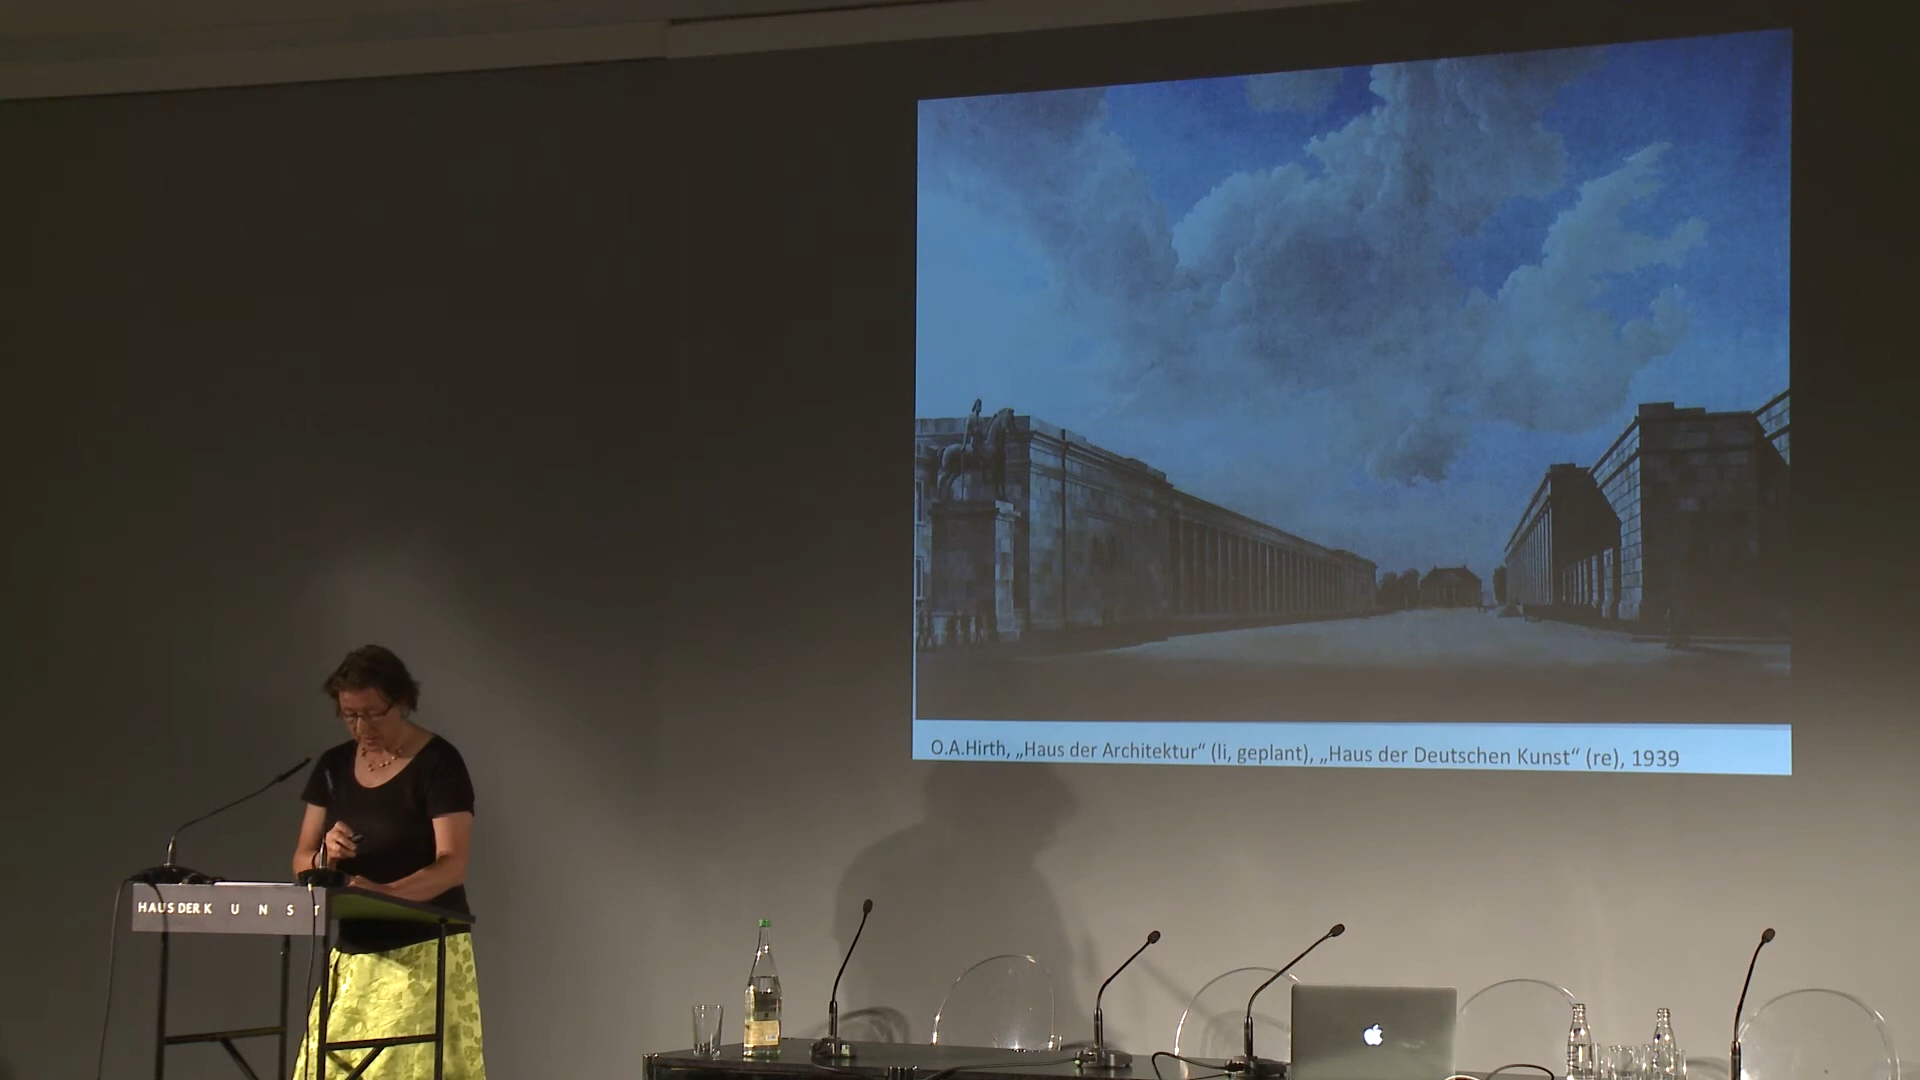 O.A.Hirth, „Haus der Architektur“ (li, geplant), „Haus der Deutschen Kunst“ (re), 1939
HAUS DER K U N S T